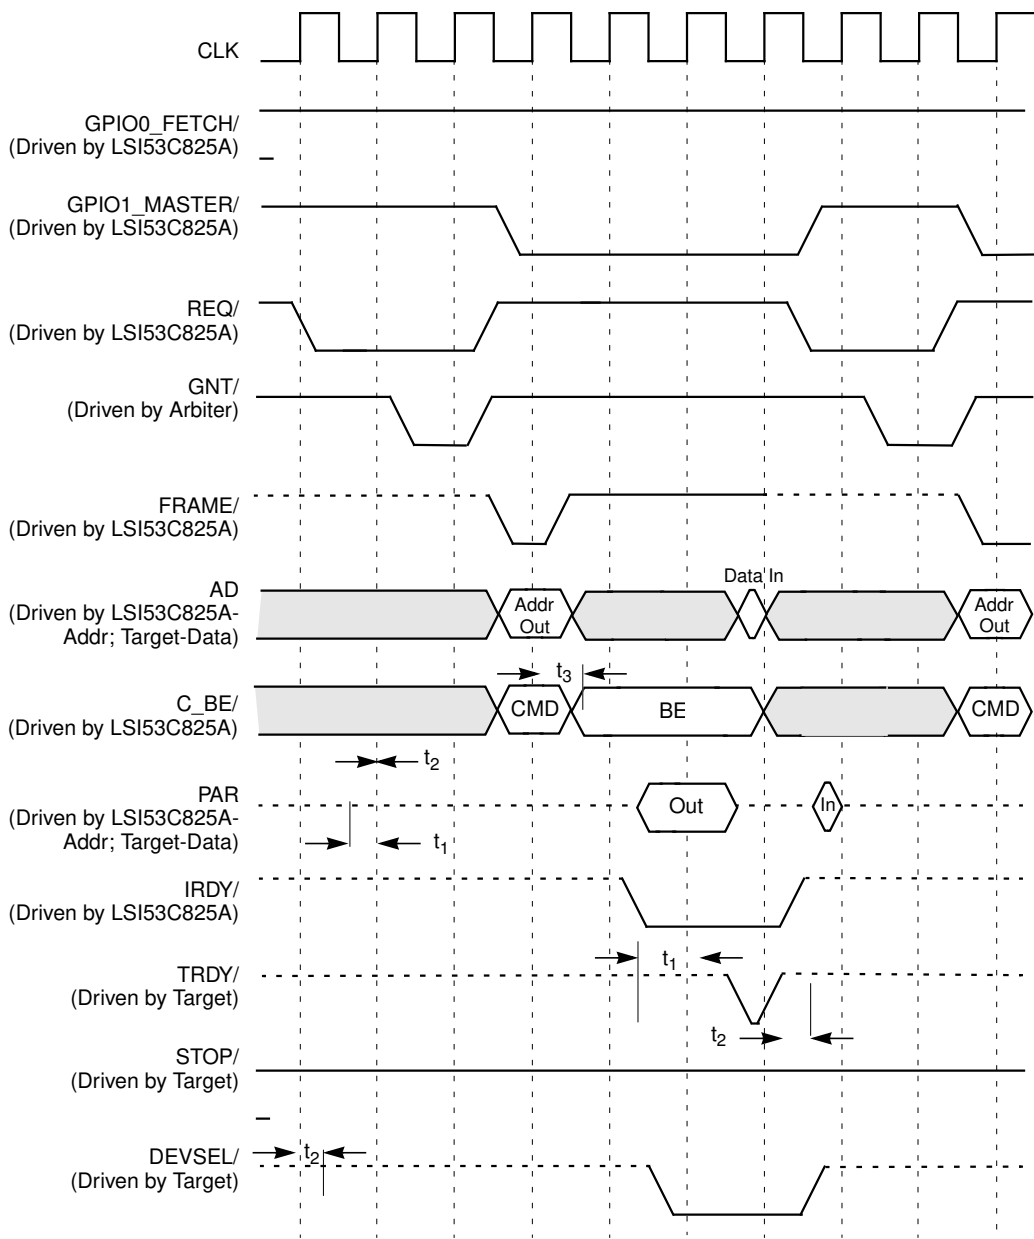 CLK
GPIO0_FETCH/
(Driven by LSI53C825A)
GPIO1_MASTER/
(Driven by LSI53C825A)
REQ/
(Driven by LSI53C825A)
GNT/
(Driven by Arbiter)
FRAME/
(Driven by LSI53C825A)
Data In
AD
(Driven by LSI53C825A-
Addr; Target-Data)
Addr
Out
Addr
Out
t3
C_BE/
(Driven by LSI53C825A)
CMD
BE
CMD
t2
PAR
(Driven by LSI53C825A-
Addr; Target-Data)
Out
In
t1
IRDY/
(Driven by LSI53C825A)
t1
TRDY/
(Driven by Target)
t2
STOP/
(Driven by Target)
t2
DEVSEL/
(Driven by Target)